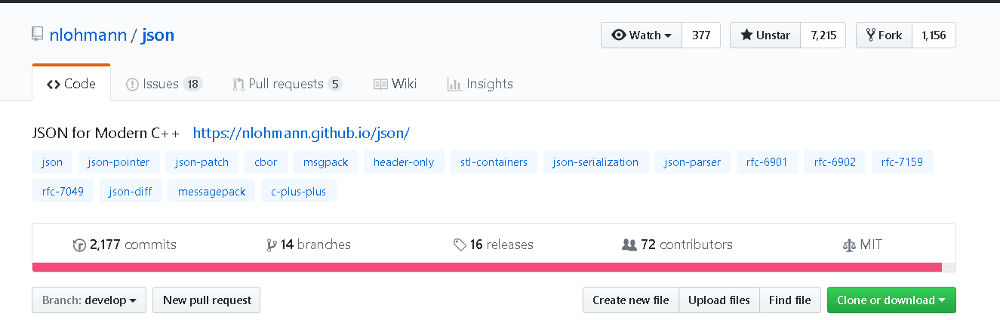 nlohmann / json Watch 377 Unstar 7,215 Fork 1,156
Code Issues 18 Pull requests 5 Wiki Insights
JSON for Modern C++ https://nlohmann.github.io/json/
json json-pointer json-patch cbor msgpack header-only stl-containers json-serialization json-parser rfc-6901 rfc-6902 rfc-7159
rfc-7049 json-diff messagepack c-plus-plus
2,177 commits 14 branches 16 releases 72 contributors MIT
Branch: develop New pull request Create new file Upload files Find file Clone or download